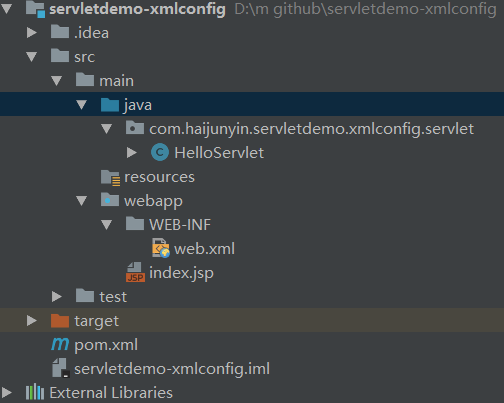 servletdemo-xmlconfig D:\m github\servletdemo-xmlconfig
.idea
src
main
java
com.haijunyin.servletdemo.xmlconfig.servlet
C HelloServlet
resources
webapp
WEB-INF
web.xml
JSP index.jsp
test
target
m pom.xml
servletdemo-xmlconfig.iml
External Libraries